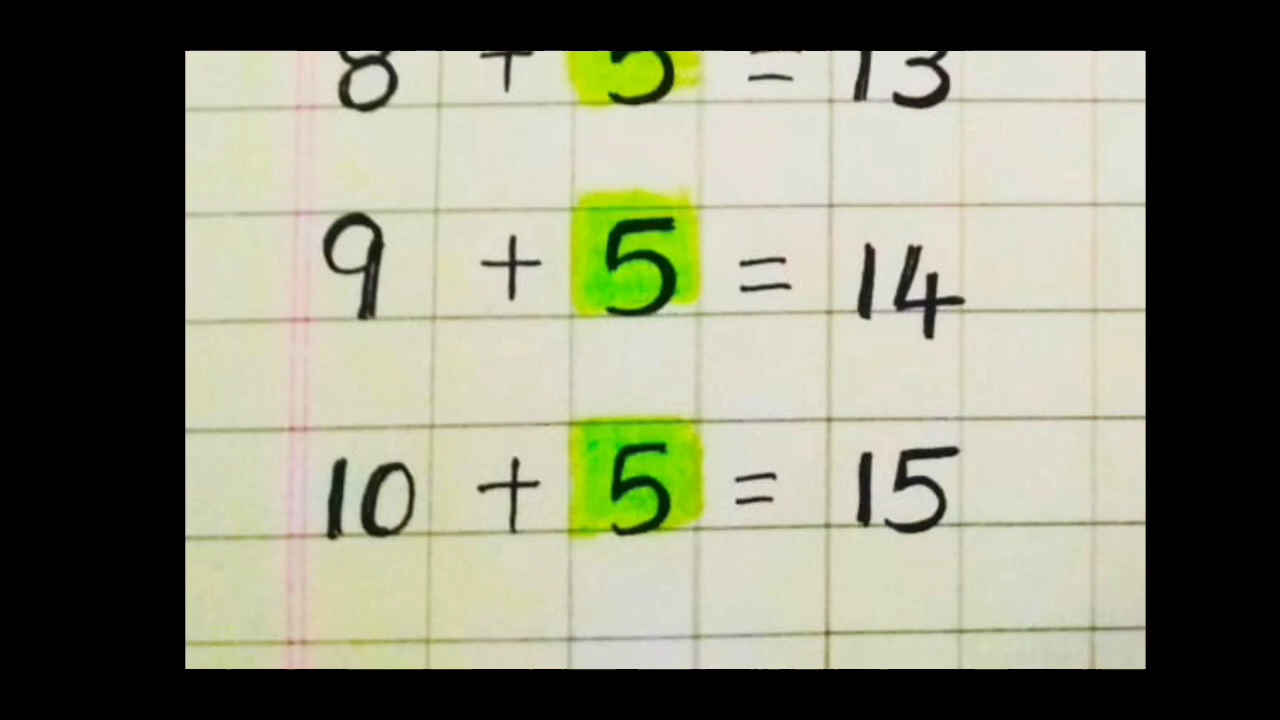 8 + 5 = 13
9 + 5 = 14
10 + 5 = 15